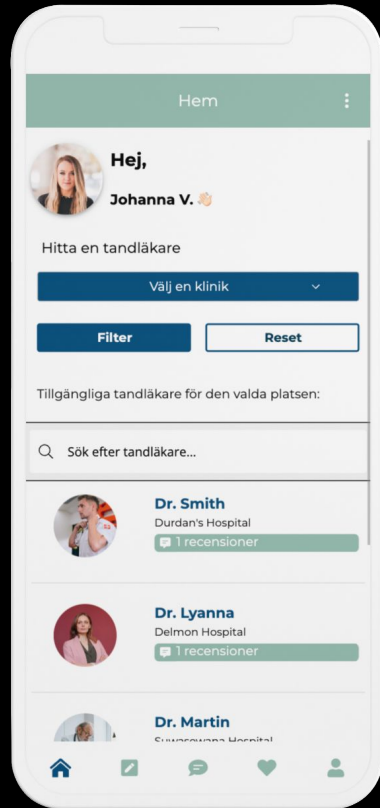 Hem
Hej,
Johanna V. 👋🏻
Hitta en tandläkare
Välj en klinik
Filter
Reset
Tillgängliga tandläkare för den valda platsen:
Sök efter tandläkare...
Dr. Smith
Durdan's Hospital
1 recensioner
Dr. Lyanna
Delmon Hospital
1 recensioner
Dr. Martin
Hospital